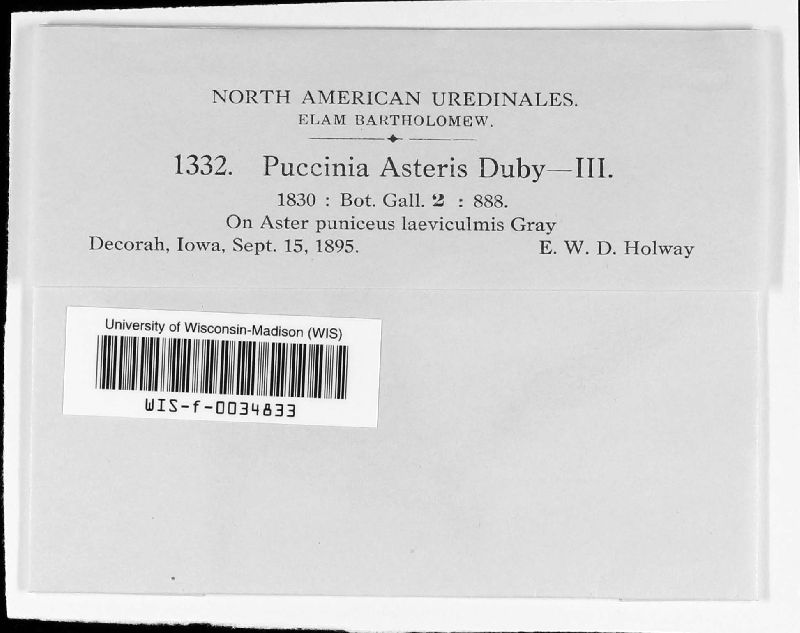 NORTH AMERICAN UREDINALES.
ELAM BARTHOLOMEW.
1332. Puccinia Asteris Duby—III.
1830 : Bot. Gall. 2 : 888.
On Aster puniceus laeviculmis Gray
Decorah, Iowa, Sept. 15, 1895. E. W. D. Holway
University of Wisconsin-Madison (WIS)
WIS-f-0034833